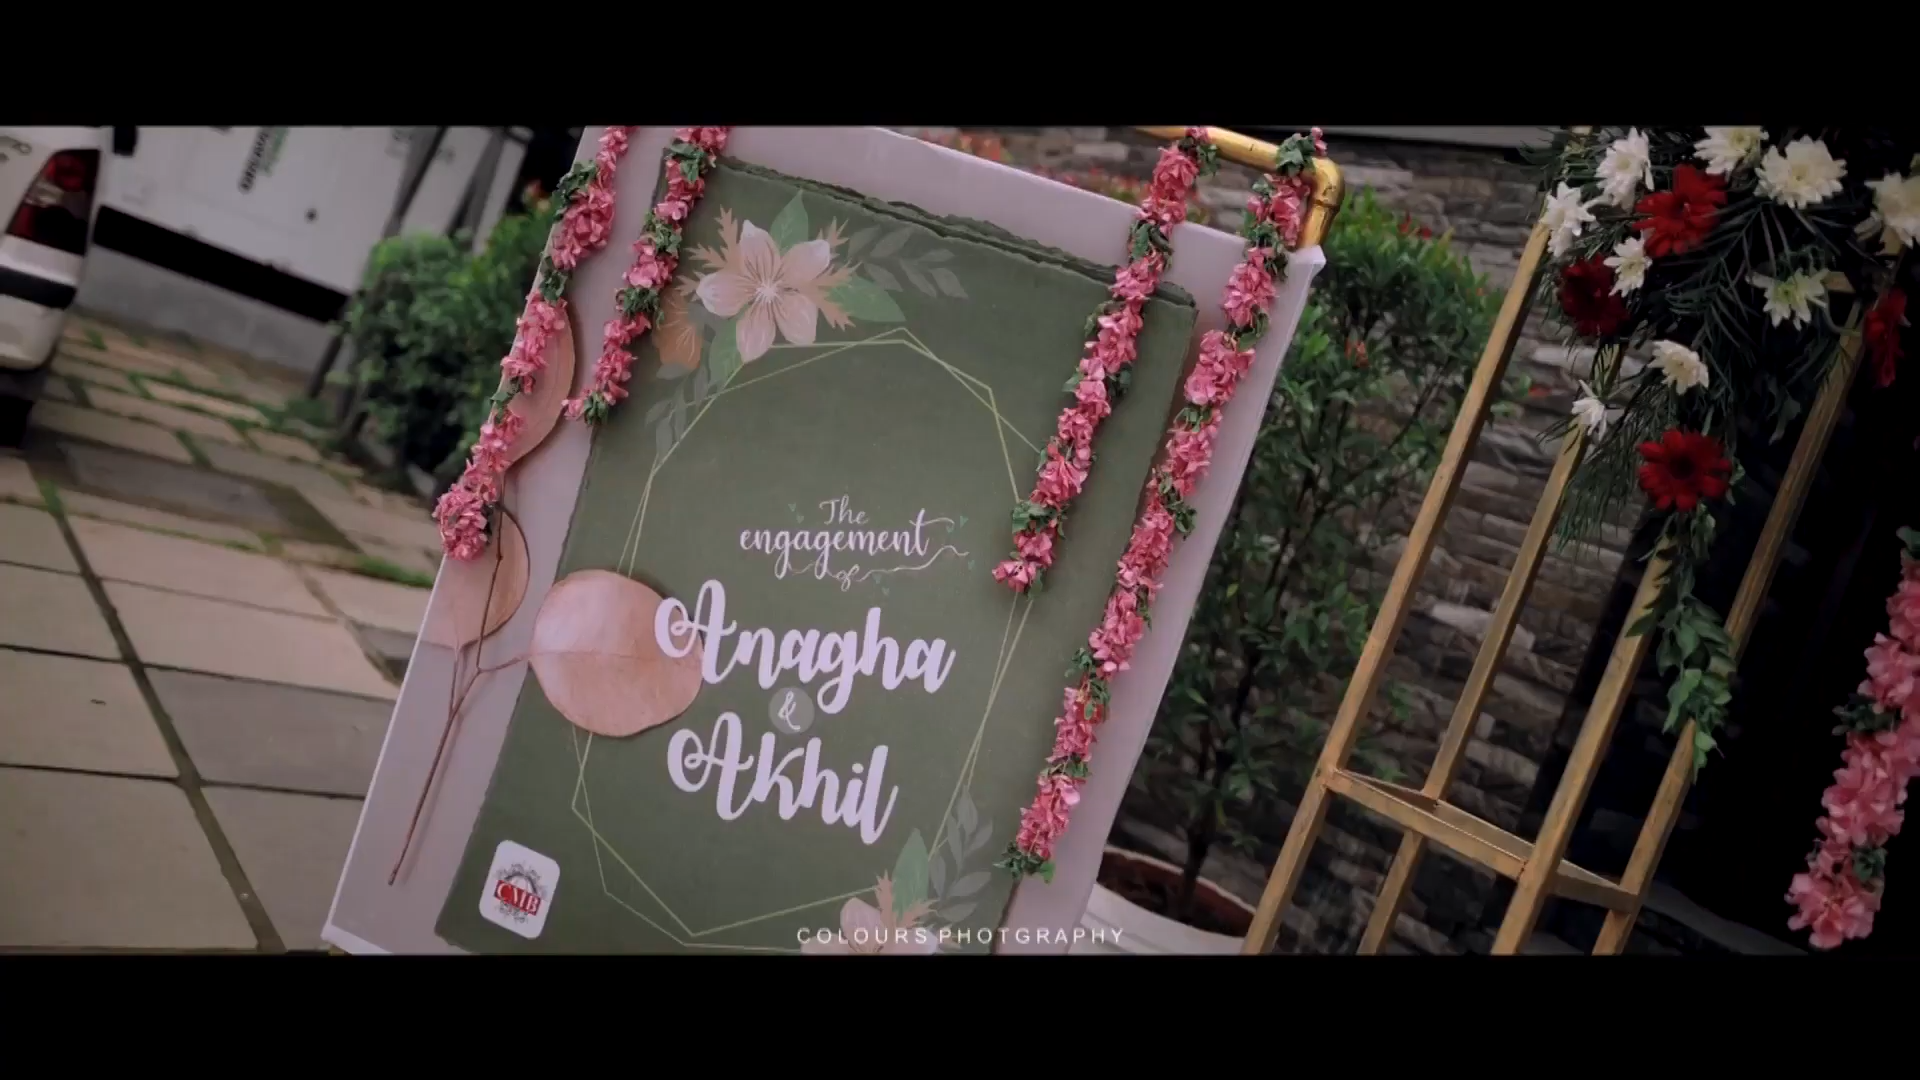 The
engagement
of
Anagha
&
Akhil
CMB
COLOURS PHOTGRAPHY